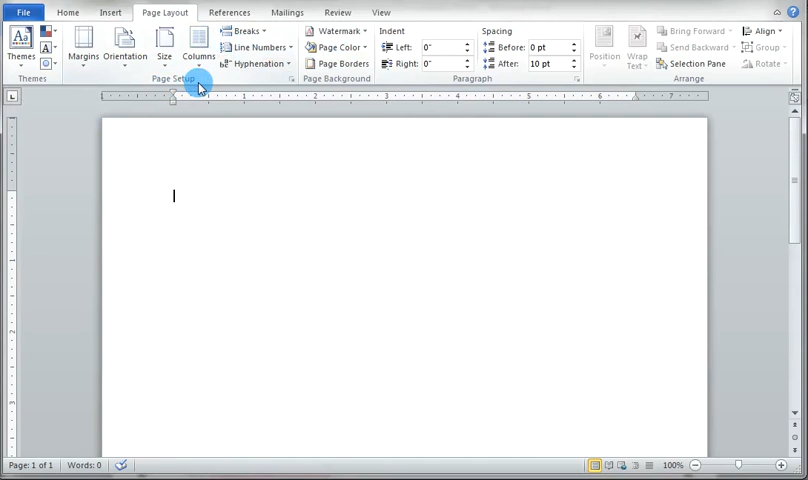 File Home Insert Page Layout References Mailings Review View
Themes Margins Orientation Size Columns Breaks Line Numbers Hyphenation Watermark Page Color Page Borders Indent Left: 0" Right: 0" Spacing Before: 0 pt After: 10 pt Position Wrap Text Bring Forward Send Backward Selection Pane Align Group Rotate
Themes Page Setup Page Background Paragraph Arrange
1 2 3 4 5 6 7
1
2
3
Page: 1 of 1 Words: 0 100%